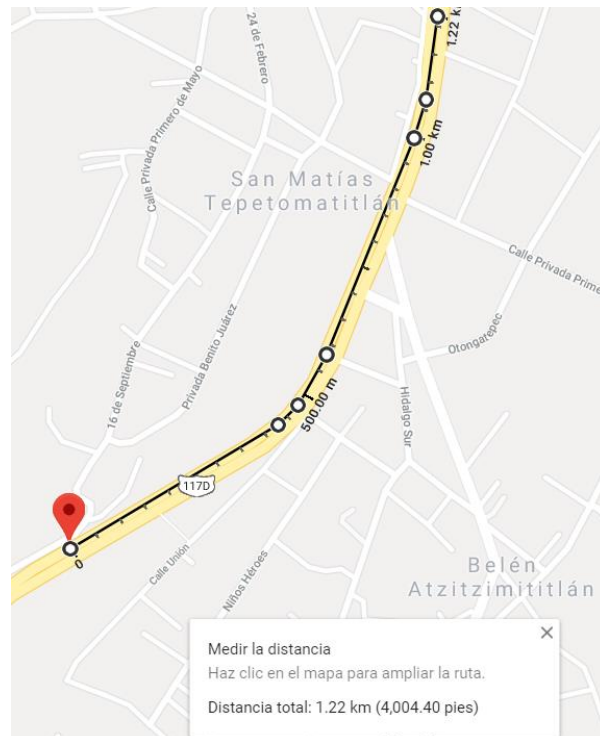 24 de Febrero
1.22 k
Calle Privada Primero de Mayo
1.00 km
San Matías
Tepetomatitlán
Calle Privada Prime
Privada Benito Juárez
16 de Septiembre
Otongatepec
Hidalgo Sur
500.00 m
117D
0
Calle Unión
Niños Héroes
Belén
Atzitzimititlán
Medir la distancia
Haz clic en el mapa para ampliar la ruta.
Distancia total: 1.22 km (4,004.40 pies)